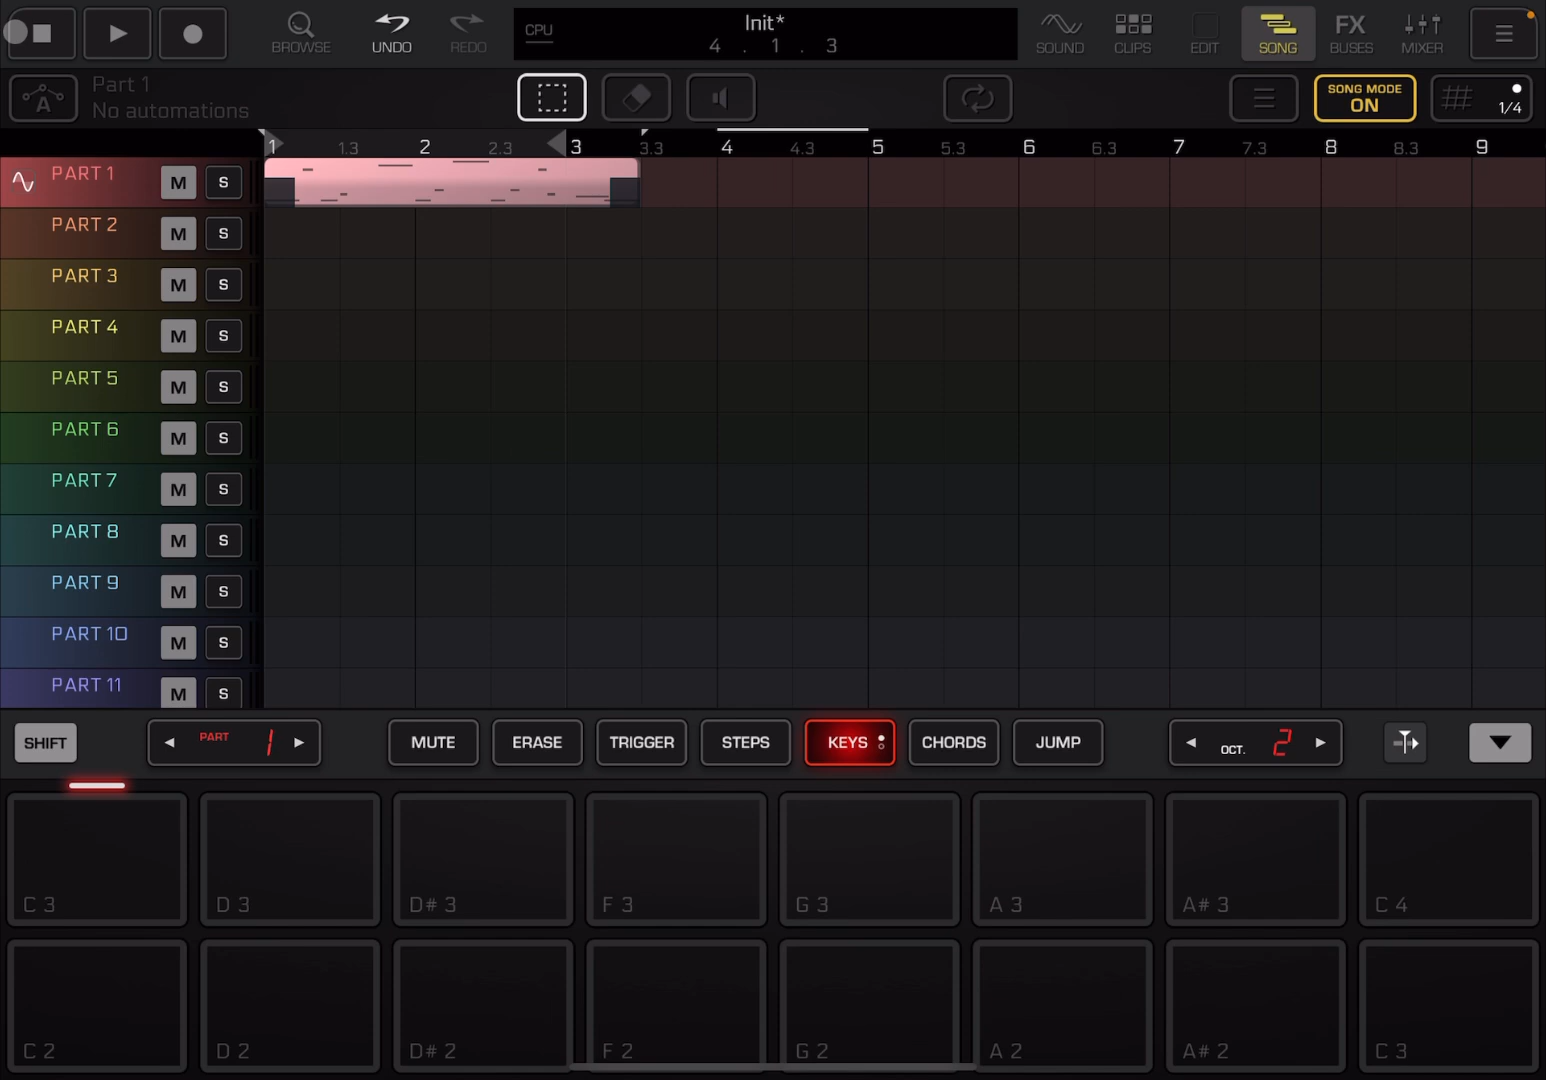 BROWSE
UNDO
REDO
CPU
Init*
4 . 1 . 3
SOUND
CLIPS
EDIT
SONG
FX
BUSES
MIXER
A
Part 1
No automations
SONG MODE
ON
1/4
1 1.3 2 2.3 3 3.3 4 4.3 5 5.3 6 6.3 7 7.3 8 8.3 9
PART 1 M S
PART 2 M S
PART 3 M S
PART 4 M S
PART 5 M S
PART 6 M S
PART 7 M S
PART 8 M S
PART 9 M S
PART 10 M S
PART 11 M S
SHIFT
PART 1
MUTE
ERASE
TRIGGER
STEPS
KEYS
CHORDS
JUMP
OCT. 2
C 3 D 3 D# 3 F 3 G 3 A 3 A# 3 C 4
C 2 D 2 D# 2 F 2 G 2 A 2 A# 2 C 3